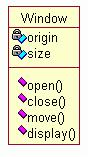 Window
origin
size
open()
close()
move()
display()